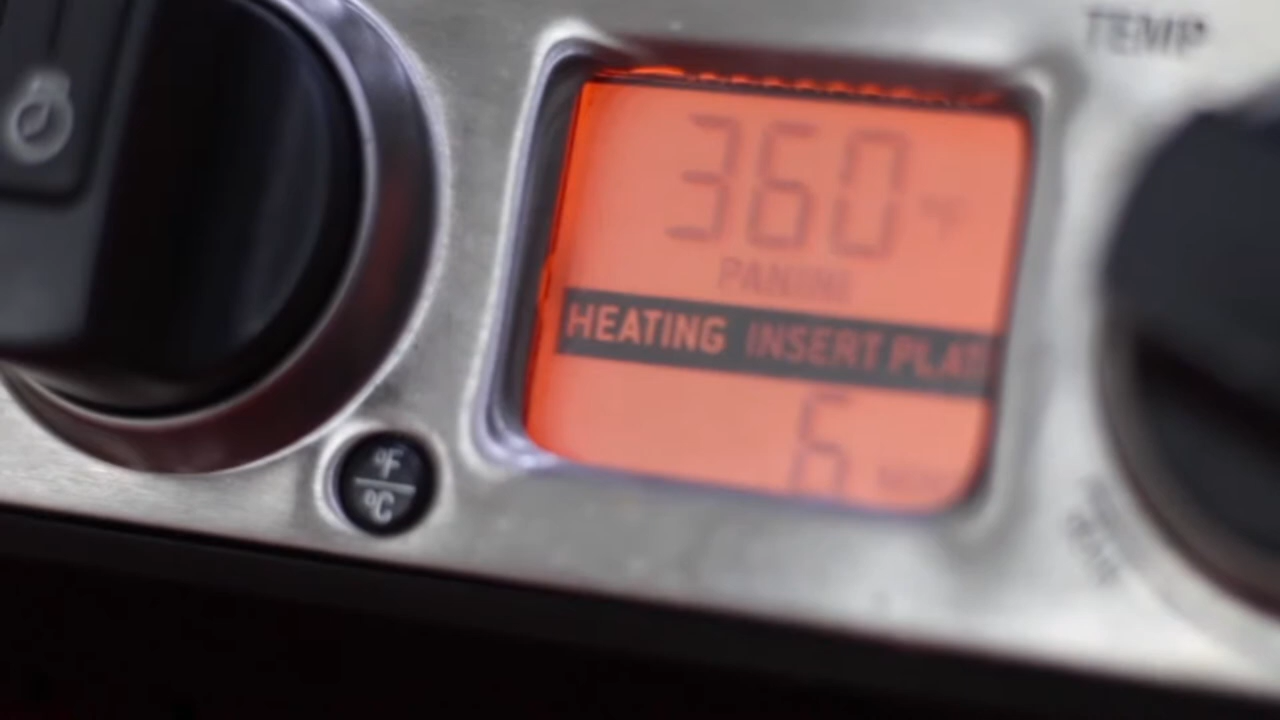 TEMP
360 °F
PANINI
HEATING INSERT PLAT
6
°F
°C